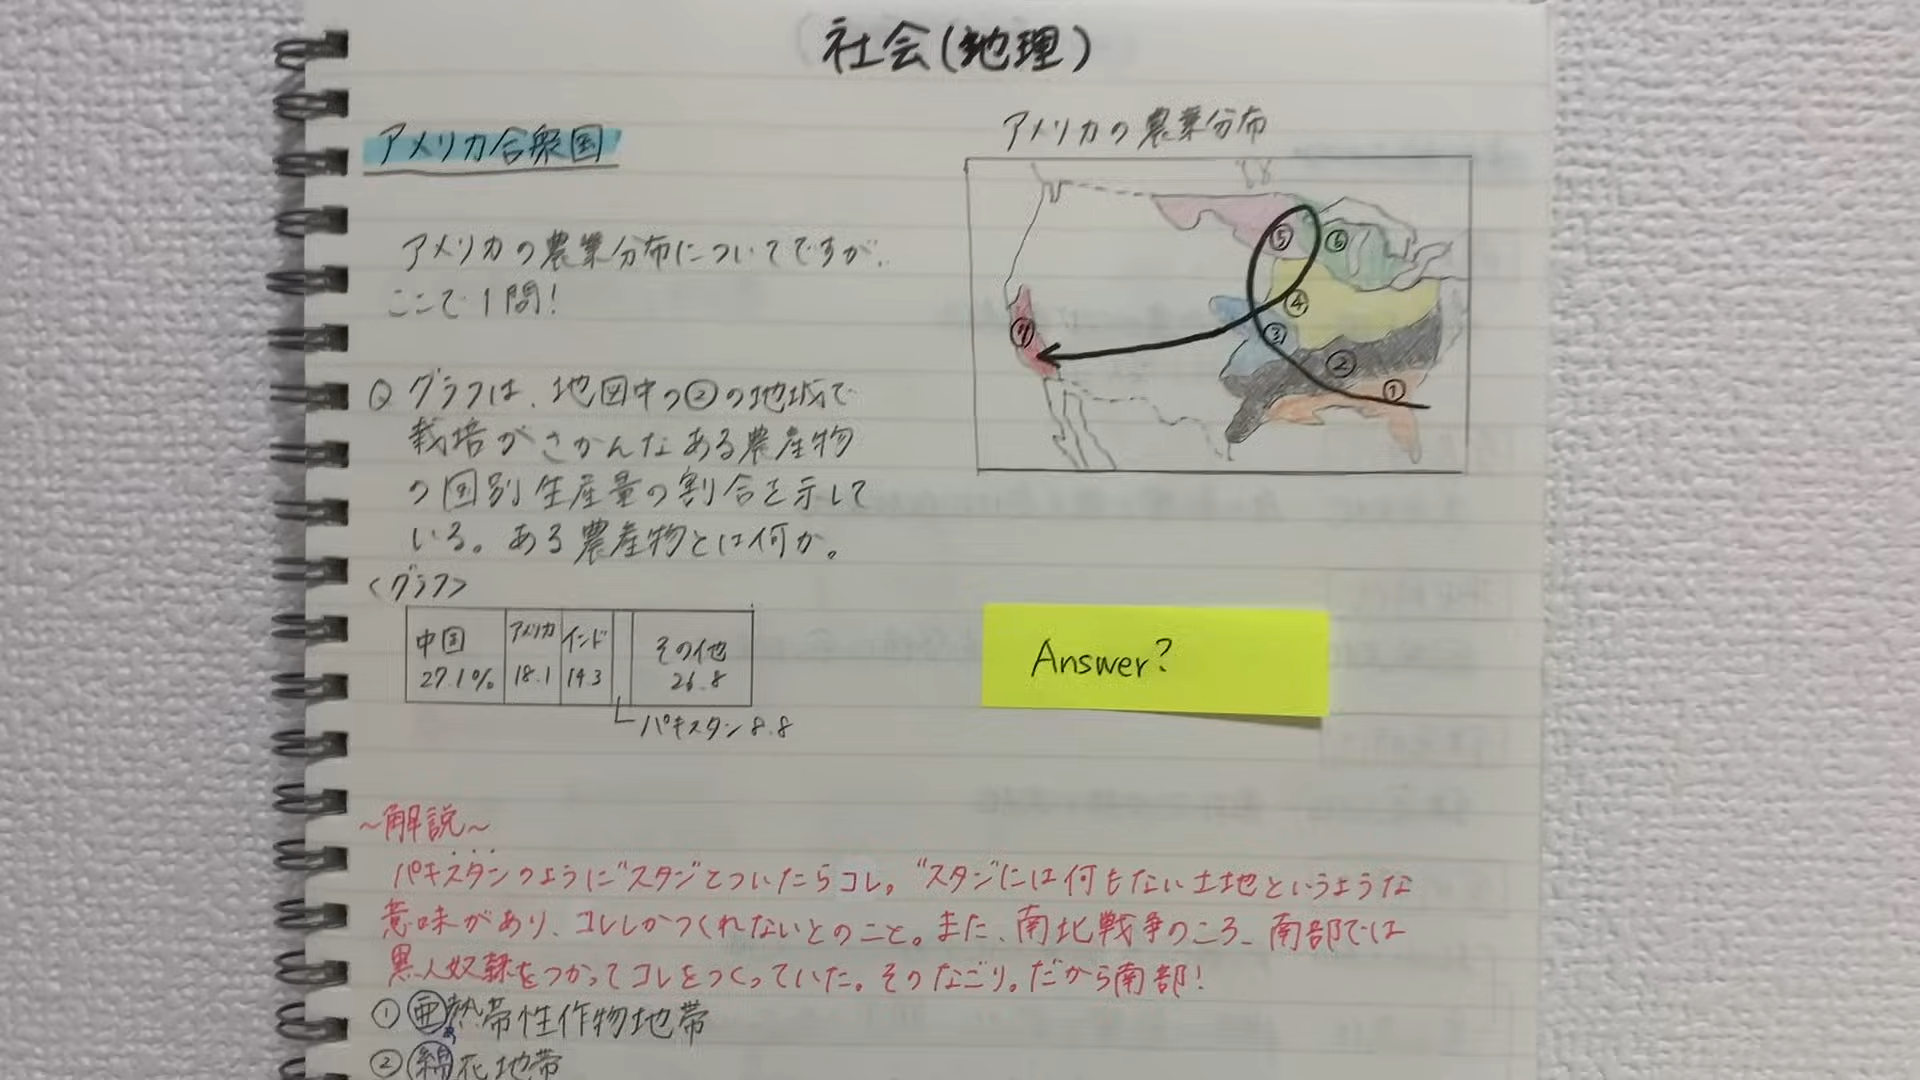 社会(地理)
アメリカ合衆国
アメリカの農業分布についてですが、
ここで1問!
Q グラフは、地図中の②の地域で
栽培がさかんなある農産物
の国別生産量の割合を示して
いる。ある農産物とは何か。
<グラフ>
中国 27.1% アメリカ 18.1 インド 14.3 その他 26.8
パキスタン 8.8
アメリカの農業分布
⑤ ⑥
④
⑦ ③
②
①
Answer?
~解説~
パキスタンのように"スタン"とついたらコレ。"スタン"には何もない土地というような
意味があり、コレしかつくれないとのこと。また、南北戦争のころ、南部では
黒人奴隷をつかってコレをつくっていた。そのなごり。だから南部!
①亜熱帯性作物地帯
②綿花地帯